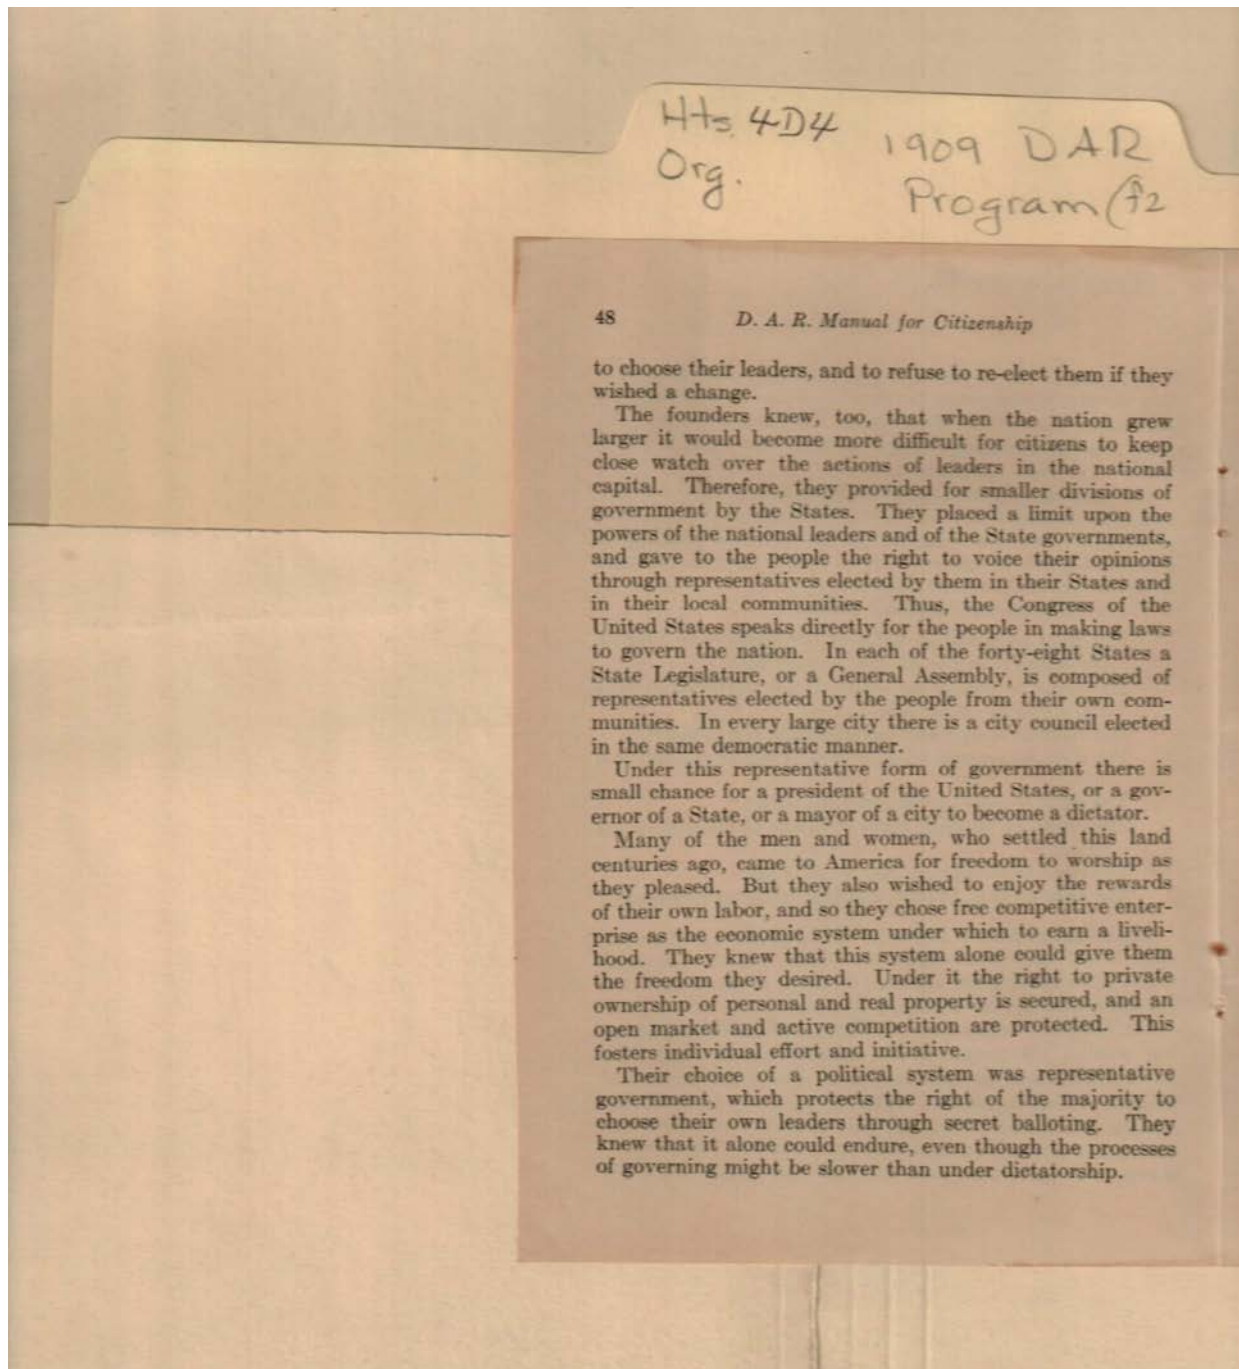 Hts. 4D4
Org.
1909 DAR
Program (f2
48 D. A. R. Manual for Citizenship
to choose their leaders, and to refuse to re-elect them if they
wished a change.
The founders knew, too, that when the nation grew
larger it would become more difficult for citizens to keep
close watch over the actions of leaders in the national
capital. Therefore, they provided for smaller divisions of
government by the States. They placed a limit upon the
powers of the national leaders and of the State governments,
and gave to the people the right to voice their opinions
through representatives elected by them in their States and
in their local communities. Thus, the Congress of the
United States speaks directly for the people in making laws
to govern the nation. In each of the forty-eight States a
State Legislature, or a General Assembly, is composed of
representatives elected by the people from their own com-
munities. In every large city there is a city council elected
in the same democratic manner.
Under this representative form of government there is
small chance for a president of the United States, or a gov-
ernor of a State, or a mayor of a city to become a dictator.
Many of the men and women, who settled this land
centuries ago, came to America for freedom to worship as
they pleased. But they also wished to enjoy the rewards
of their own labor, and so they chose free competitive enter-
prise as the economic system under which to earn a liveli-
hood. They knew that this system alone could give them
the freedom they desired. Under it the right to private
ownership of personal and real property is secured, and an
open market and active competition are protected. This
fosters individual effort and initiative.
Their choice of a political system was representative
government, which protects the right of the majority to
choose their own leaders through secret balloting. They
knew that it alone could endure, even though the processes
of governing might be slower than under dictatorship.